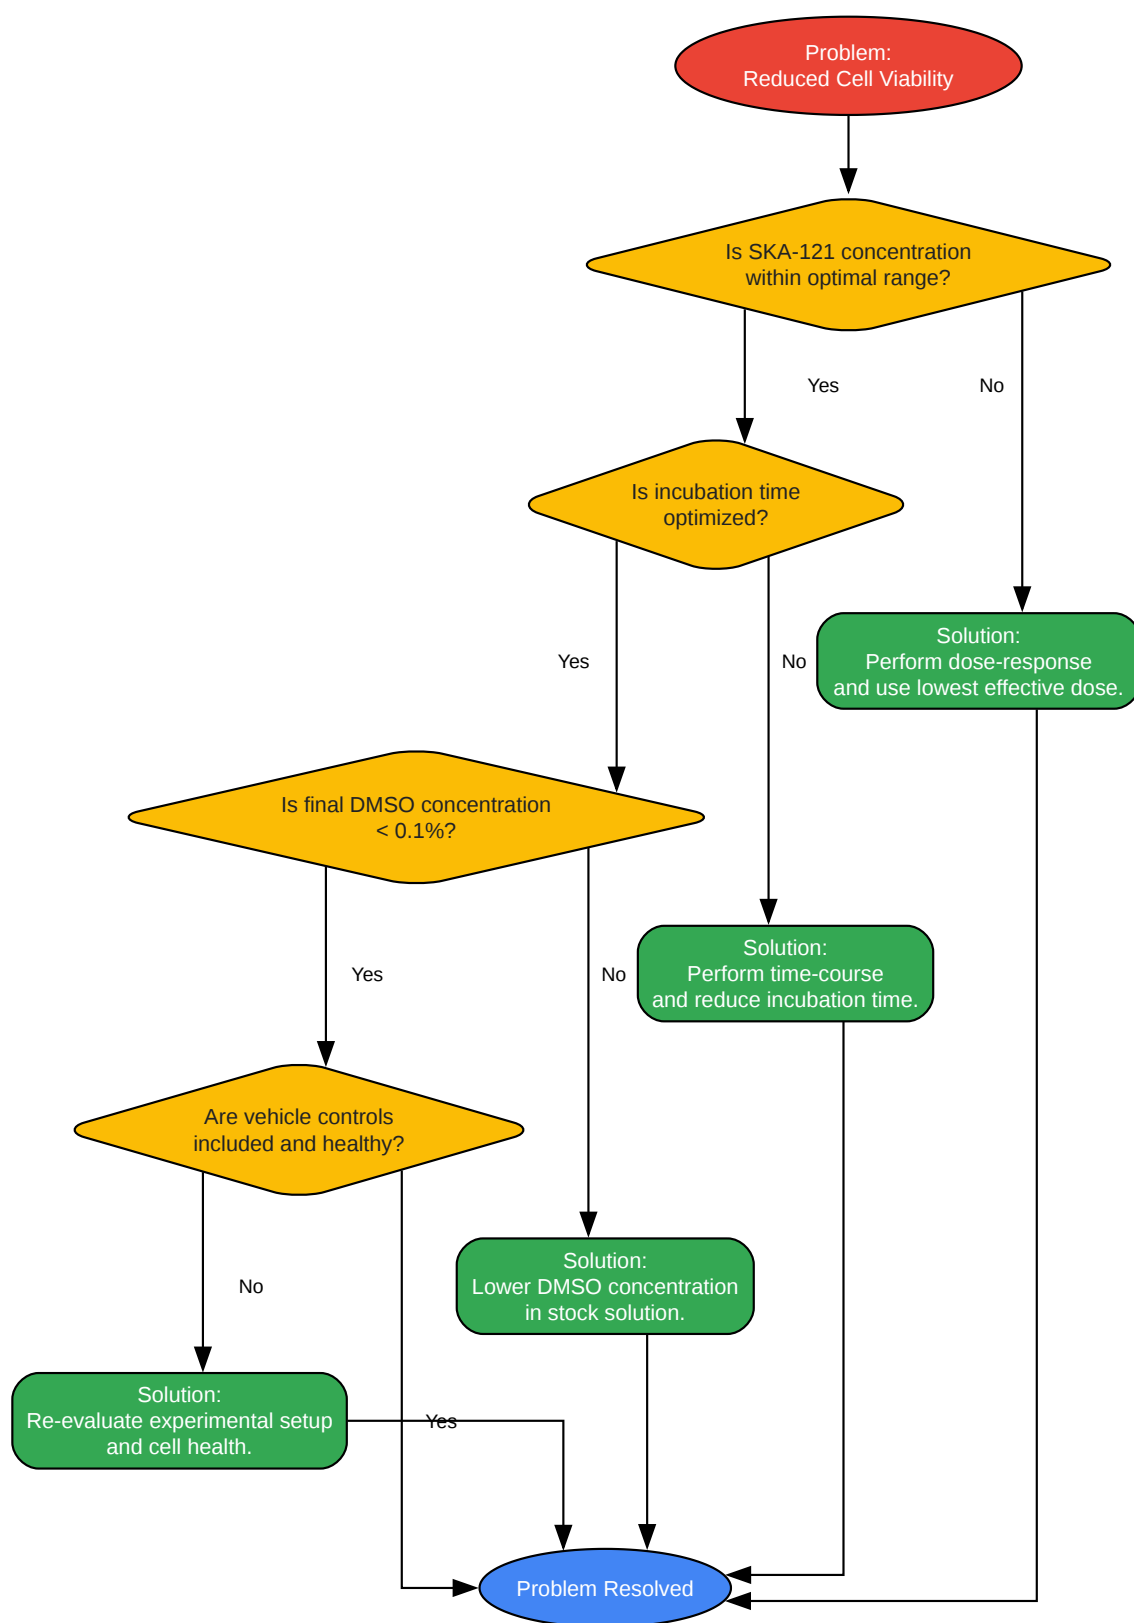 Problem:
Reduced Cell Viability
Is SKA-121 concentration
within optimal range?
Yes
No
Is incubation time
optimized?
Yes
No
Solution:
Perform dose-response
and use lowest effective dose.
Is final DMSO concentration
< 0.1%?
Yes
No
Solution:
Perform time-course
and reduce incubation time.
Are vehicle controls
included and healthy?
No
Solution:
Lower DMSO concentration
in stock solution.
Solution:
Re-evaluate experimental setup
and cell health.
Yes
Problem Resolved